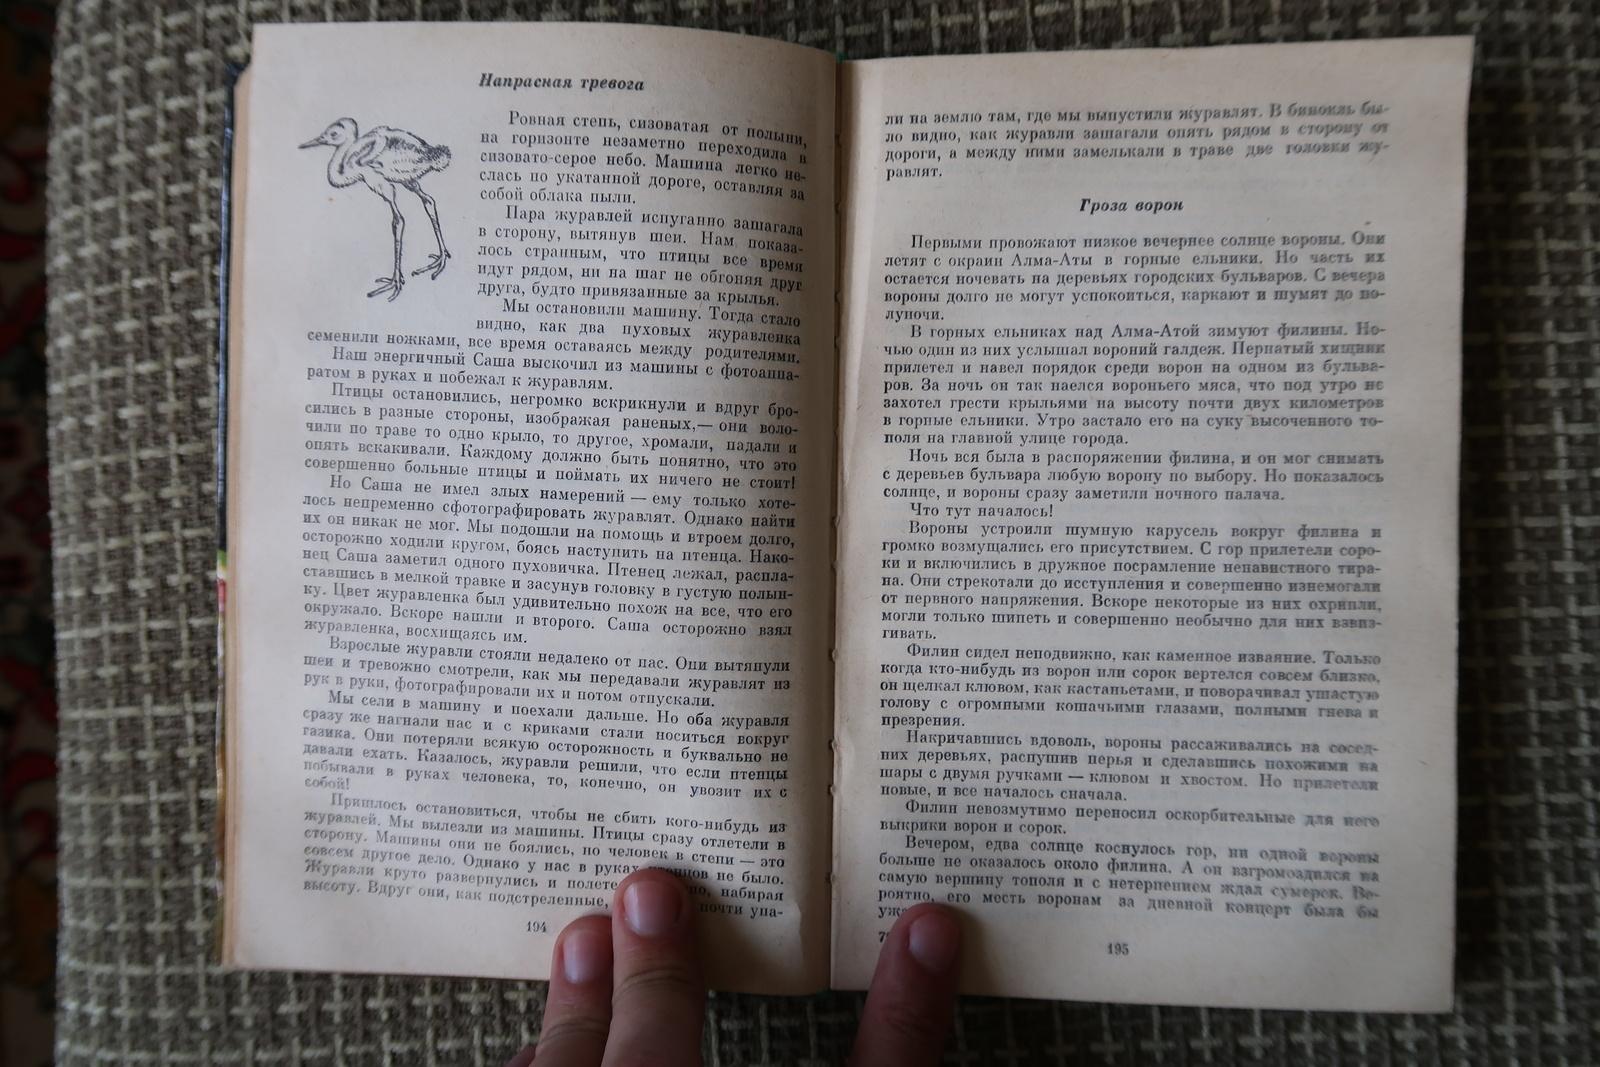 Напрасная тревога
Ровная степь, сизоватая от полыни,
на горизонте незаметно переходила в
сизовато-серое небо. Машина легко не-
слась по укатанной дороге, оставляя за
собой облака пыли.
Пара журавлей испуганно зашагала
в сторону, вытянув шеи. Нам показа-
лось странным, что птицы все время
идут рядом, ни на шаг не обгоняя друг
друга, будто привязанные за крылья.
Мы остановили машину. Тогда стало
видно, как два пуховых журавленка
семенили ножками, все время оставаясь между родителями.
Наш энергичный Саша выскочил из машины с фотоаппа-
ратом в руках и побежал к журавлям.
Птицы остановились, негромко вскрикнули и вдруг бро-
сились в разные стороны, изображая раненых,— они воло-
чили по траве то одно крыло, то другое, хромали, падали и
опять вскакивали. Каждому должно быть понятно, что это
совершенно больные птицы и поймать их ничего не стоит!
Но Саша не имел злых намерений — ему только хоте-
лось непременно сфотографировать журавлят. Однако найти
их он никак не мог. Мы подошли на помощь и втроем долго,
осторожно ходили кругом, боясь наступить на птенца. Нако-
нец Саша заметил одного пуховичка. Птенец лежал, распла-
ставшись в мелкой травке и засунув головку в густую полын-
ку. Цвет журавленка был удивительно похож на все, что его
окружало. Вскоре нашли и второго. Саша осторожно взял
журавленка, восхищаясь им.
Взрослые журавли стояли недалеко от нас. Они вытянули
шеи и тревожно смотрели, как мы передавали журавлят из
рук в руки, фотографировали их и потом отпускали.
Мы сели в машину и поехали дальше. Но оба журавля
сразу же нагнали нас и с криками стали носиться вокруг
газика. Они потеряли всякую осторожность и буквально не
давали ехать. Казалось, журавли решили, что если птенцы
побывали в руках человека, то, конечно, он увозит их с
собой!
Пришлось остановиться, чтобы не сбить кого-нибудь из
журавлей. Мы вылезли из машины. Птицы сразу отлетели в
сторону. Машины они не боялись, но человек в степи — это
совсем другое дело. Однако у нас в руках птенцов не было.
Журавли круто развернулись и полете набирая
высоту. Вдруг они, как подстреленные, почти упа-
194
ли на землю там, где мы выпустили журавлят. В бинокль бы-
ло видно, как журавли зашагали опять рядом в сторону от
дороги, а между ними замелькали в траве две головки жу-
равлят.
Гроза ворон
Первыми провожают низкое вечернее солнце вороны. Они
летят с окраин Алма-Аты в горные ельники. Но часть их
остается ночевать на деревьях городских бульваров. С вечера
вороны долго не могут успокоиться, каркают и шумят до по-
луночи.
В горных ельниках над Алма-Атой зимуют филины. Но-
чью один из них услышал вороний галдеж. Пернатый хищник
прилетел и навел порядок среди ворон на одном из бульва-
ров. За ночь он так наелся вороньего мяса, что под утро не
захотел грести крыльями на высоту почти двух километров
в горные ельники. Утро застало его на суку высоченного то-
поля на главной улице города.
Ночь вся была в распоряжении филина, и он мог снимать
с деревьев бульвара любую ворону по выбору. Но показалось
солнце, и вороны сразу заметили ночного палача.
Что тут началось!
Вороны устроили шумную карусель вокруг филина и
громко возмущались его присутствием. С гор прилетели соро-
ки и включились в дружное посрамление ненавистного тира-
на. Они стрекотали до исступления и совершенно изнемогали
от нервного напряжения. Вскоре некоторые из них охрипли,
могли только шипеть и совершенно необычно для них взвиз-
гивать.
Филин сидел неподвижно, как каменное изваяние. Только
когда кто-нибудь из ворон или сорок вертелся совсем близко,
он щелкал клювом, как кастаньетами, и поворачивал ушастую
голову с огромными кошачьими глазами, полными гнева и
презрения.
Накричавшись вдоволь, вороны рассаживались на сосед-
них деревьях, распушив перья и сделавшись похожими на
шары с двумя ручками — клювом и хвостом. Но прилетели
новые, и все началось сначала.
Филин невозмутимо переносил оскорбительные для него
выкрики ворон и сорок.
Вечером, едва солнце коснулось гор, ни одной вороны
больше не оказалось около филина. А он взгромоздился на
самую вершину тополя и с нетерпением ждал сумерек. Ве-
роятно, его месть воронам за дневной концерт была бы
195